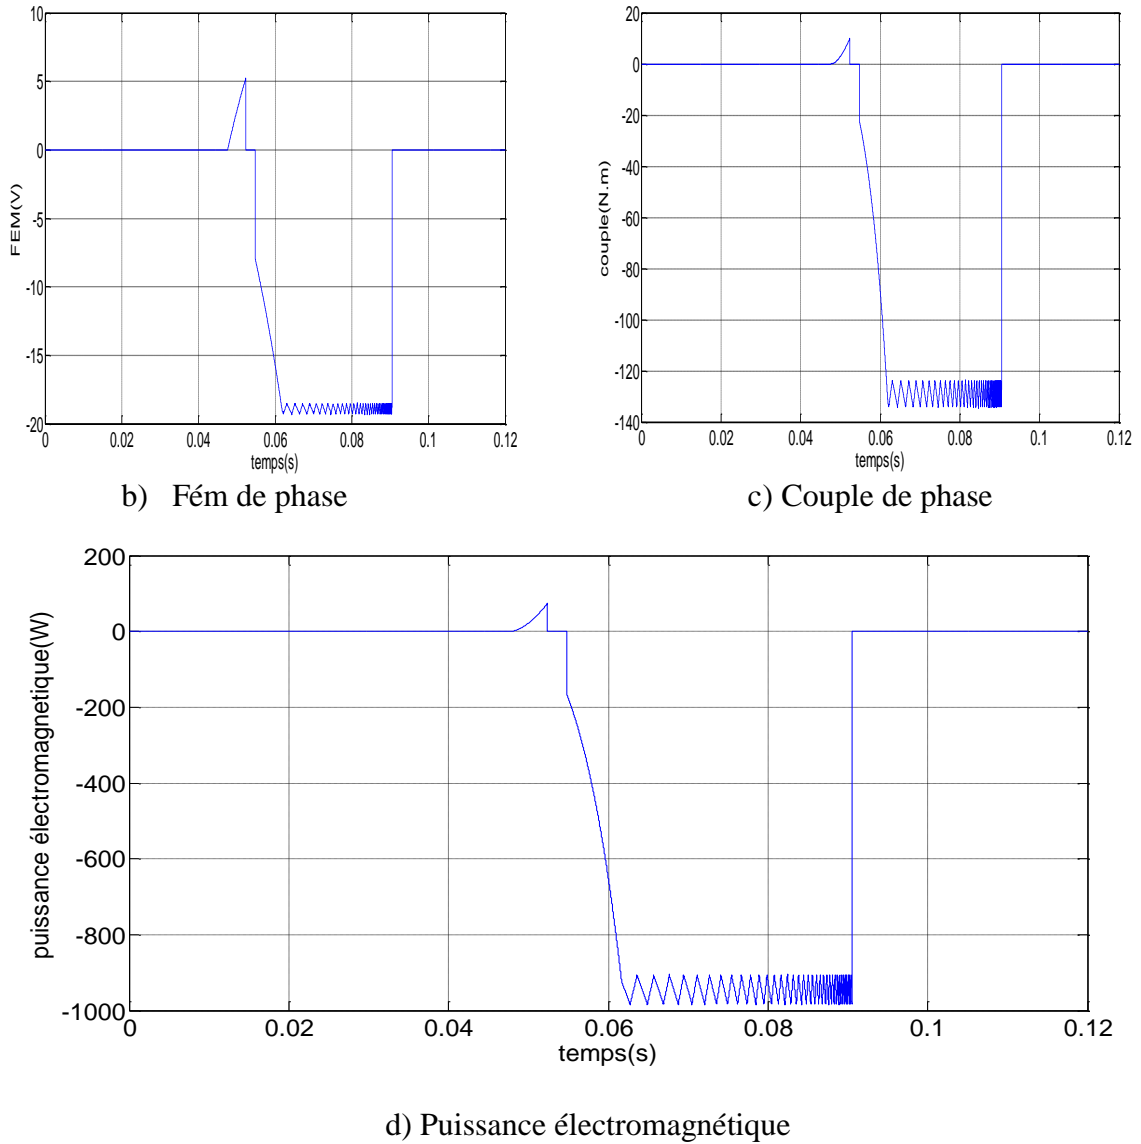 10
5
0
-5
-10
-15
-20
FEM(V)
0 0.02 0.04 0.06 0.08 0.1 0.12
temps(s)
b) Fém de phase
20
0
-20
-40
-60
-80
-100
-120
-140
couple(N.m)
0 0.02 0.04 0.06 0.08 0.1 0.12
temps(s)
c) Couple de phase
200
0
-200
-400
-600
-800
-1000
puissance électromagnetique(W)
0 0.02 0.04 0.06 0.08 0.1 0.12
temps(s)
d) Puissance électromagnétique